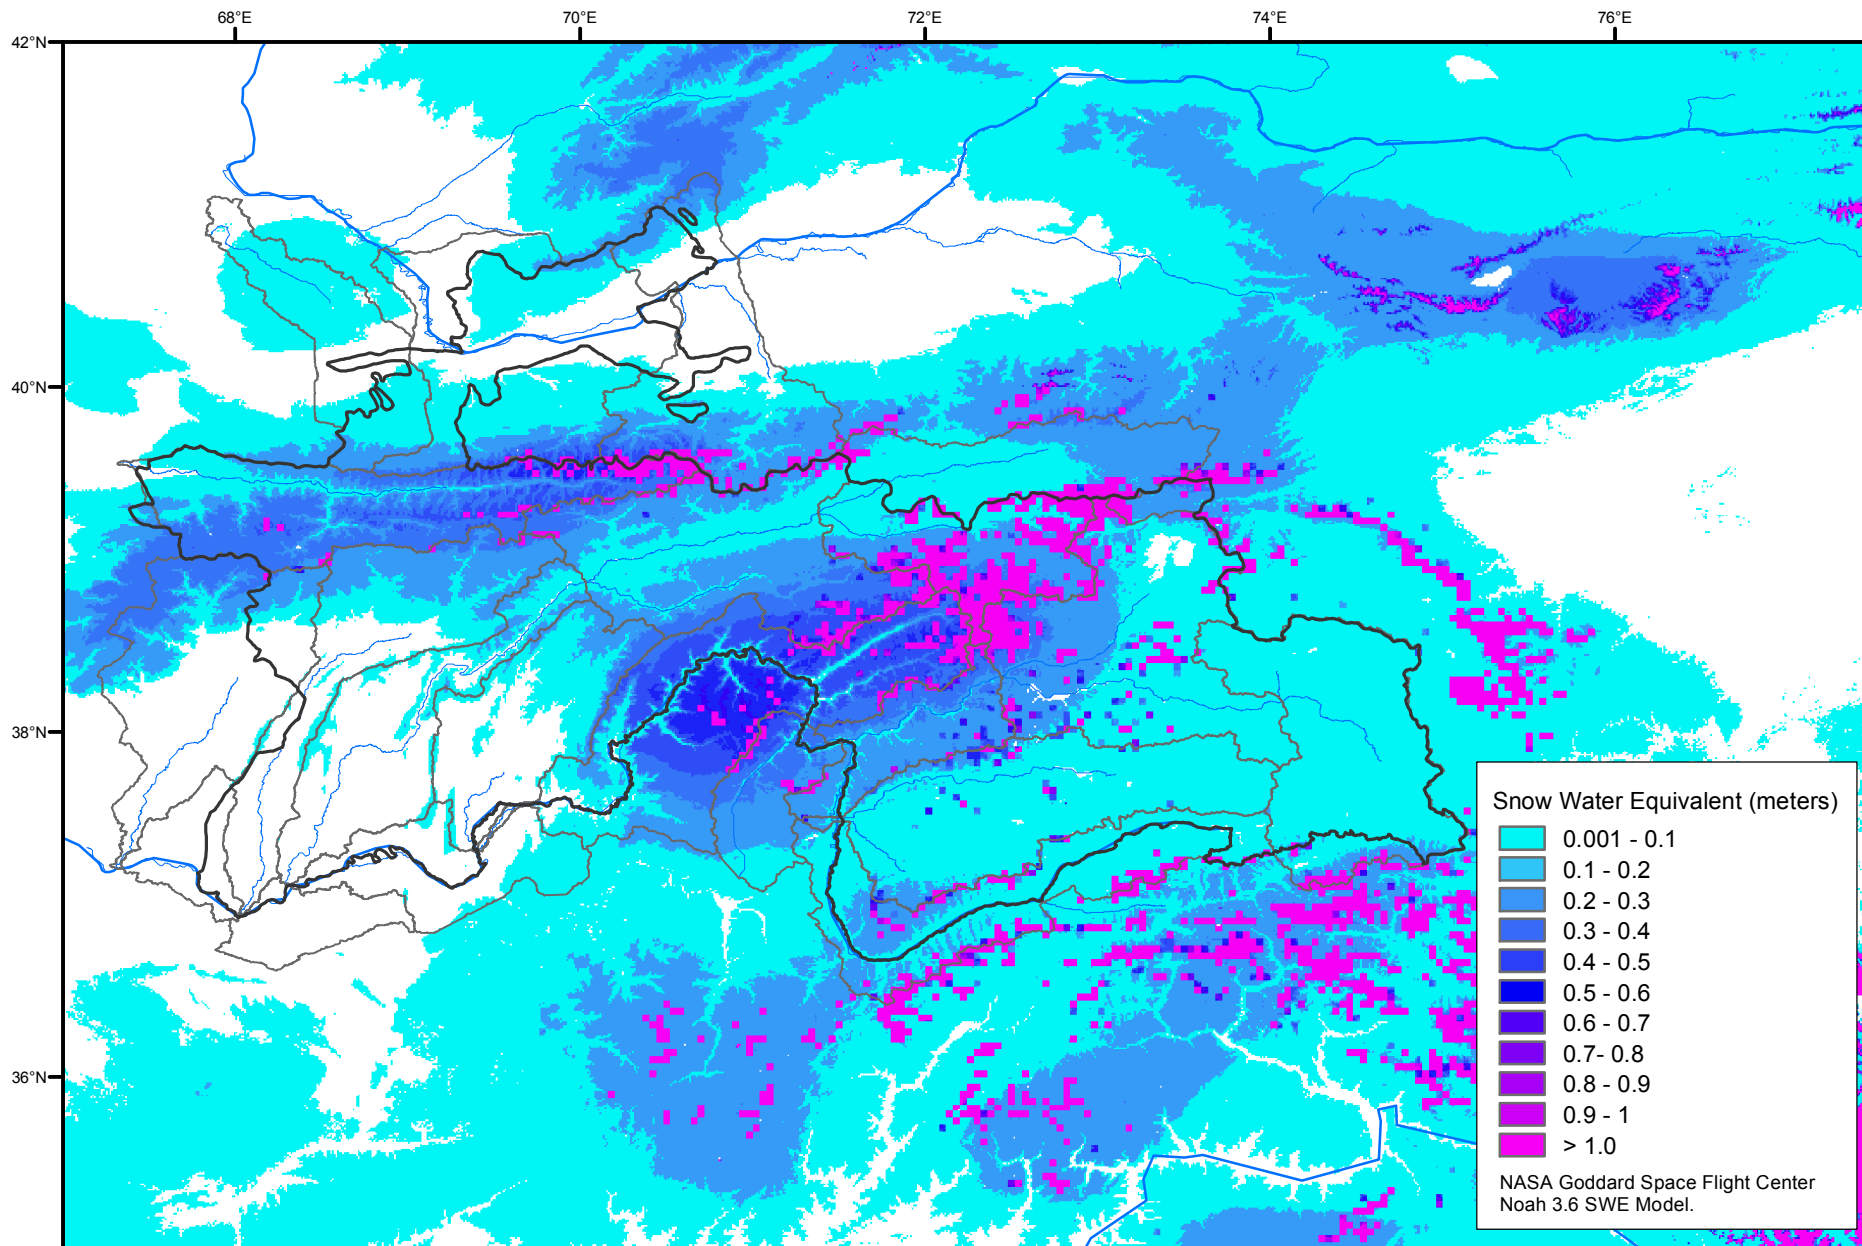 68°E
70°E
72°E
74°E
76°E
42°N
40°N
38°N
36°N
Snow Water Equivalent (meters)
0.001 - 0.1
0.1 - 0.2
0.2 - 0.3
0.3 - 0.4
0.4 - 0.5
0.5 - 0.6
0.6 - 0.7
0.7- 0.8
0.8 - 0.9
0.9 - 1
> 1.0
NASA Goddard Space Flight Center
Noah 3.6 SWE Model.